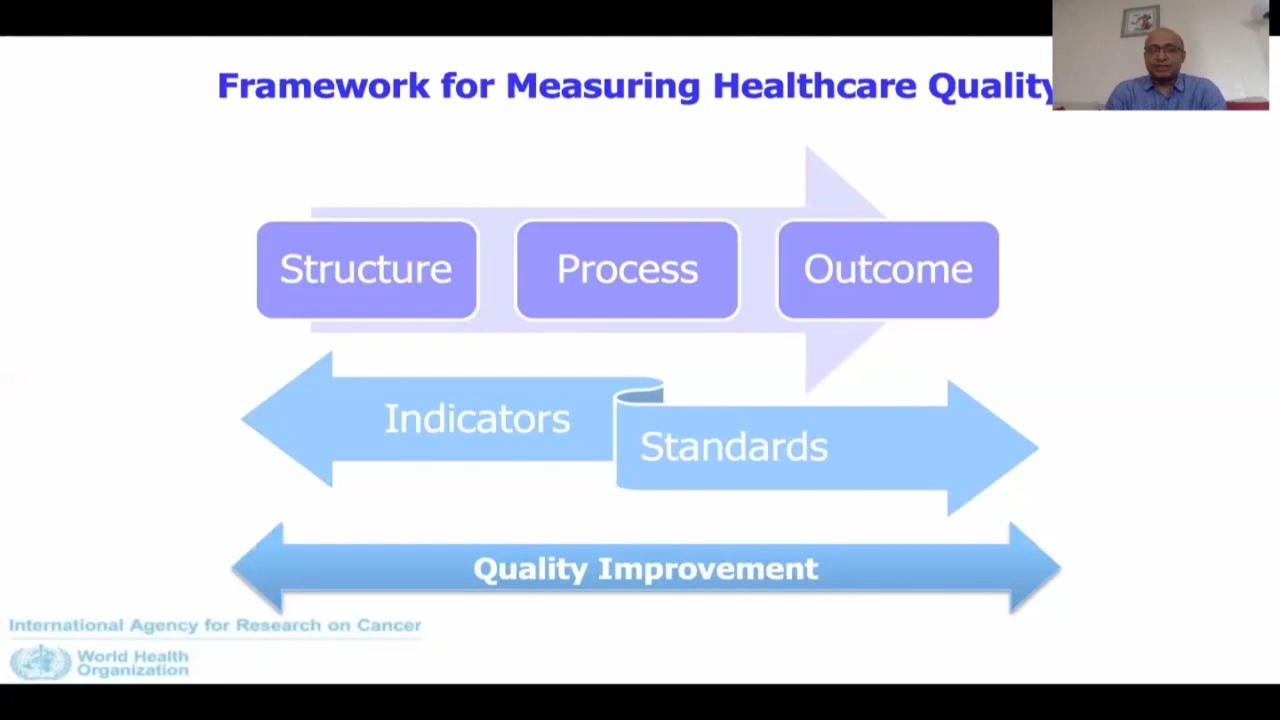 Framework for Measuring Healthcare Quality
Structure
Process
Outcome
Indicators
Standards
Quality Improvement
International Agency for Research on Cancer
World Health
Organization